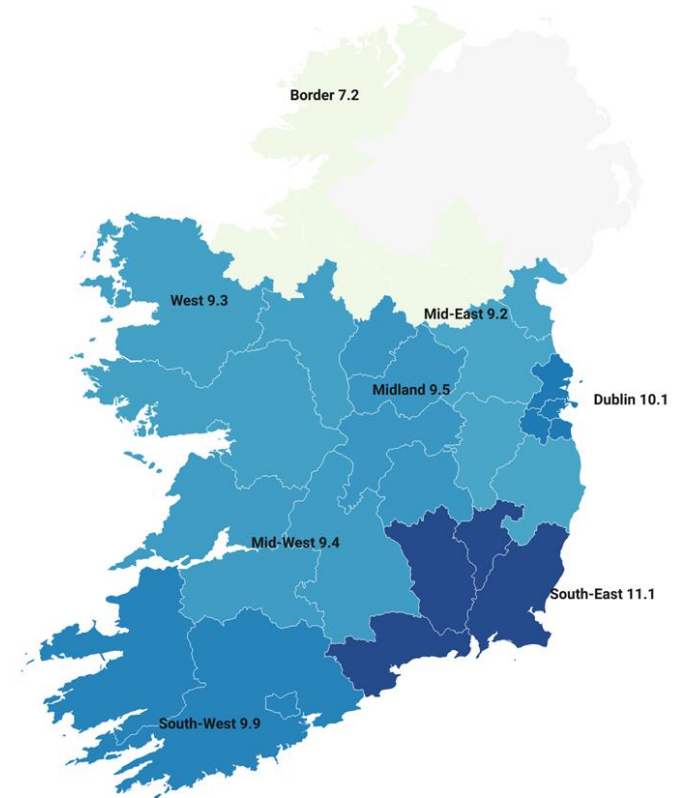 Border 7.2
West 9.3
Mid-East 9.2
Midland 9.5
Dublin 10.1
Mid-West 9.4
South-East 11.1
South-West 9.9